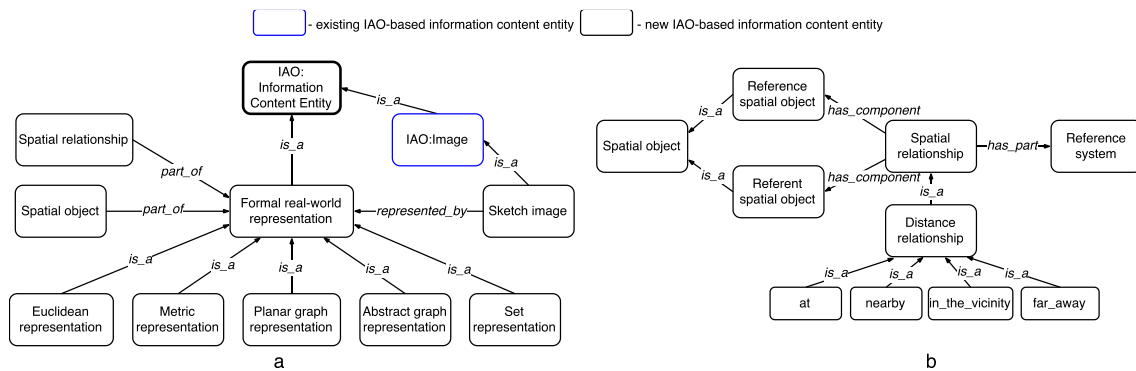 - existing IAO-based information content entity
- new IAO-based information content entity
IAO:
Information
Content Entity
is_a
is_a
IAO:Image
Spatial relationship
part_of
is_a
Spatial object
part_of
Formal real-world
representation
represented_by
Sketch image
is_a
is_a
is_a
is_a
is_a
Euclidean
representation
Metric
representation
Planar graph
representation
Abstract graph
representation
Set
representation
a
Reference
spatial object
is_a
has_component
Spatial object
Spatial
relationship
has_part
Reference
system
is_a
Referent
spatial object
has_component
is_a
Distance
relationship
is_a
is_a
is_a
is_a
at
nearby
in_the_vicinity
far_away
b